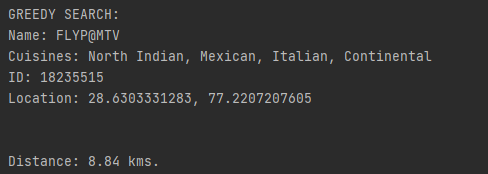 GREEDY SEARCH:
Name: FLYP@MTV
Cuisines: North Indian, Mexican, Italian, Continental
ID: 18235515
Location: 28.6303331283, 77.2207207605
Distance: 8.84 kms.